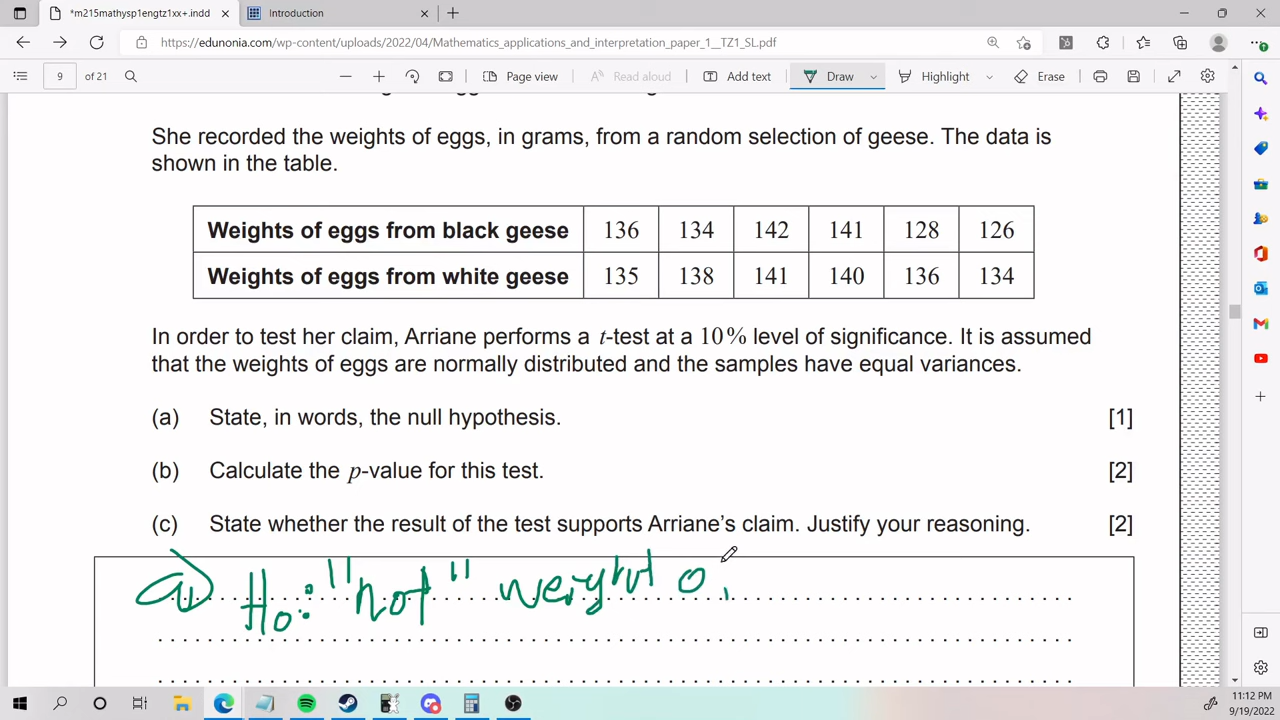 *m215mathysp1engtz1xx+.indd
Introduction
https://edunonia.com/wp-content/uploads/2022/04/Mathematics_applications_and_interpretation_paper_1__TZ1_SL.pdf
9 of 21
Page view
Read aloud
Add text
Draw
Highlight
Erase
She recorded the weights of eggs, in grams, from a random selection of geese. The data is
shown in the table.
Weights of eggs from black geese 136 134 142 141 128 126
Weights of eggs from white geese 135 138 141 140 136 134
In order to test her claim, Arriane performs a t-test at a 10% level of significance. It is assumed
that the weights of eggs are normally distributed and the samples have equal variances.
(a) State, in words, the null hypothesis. [1]
(b) Calculate the p-value for this test. [2]
(c) State whether the result of the test supports Arriane's claim. Justify your reasoning. [2]
a) H0: "not" weight o
11:12 PM
9/19/2022